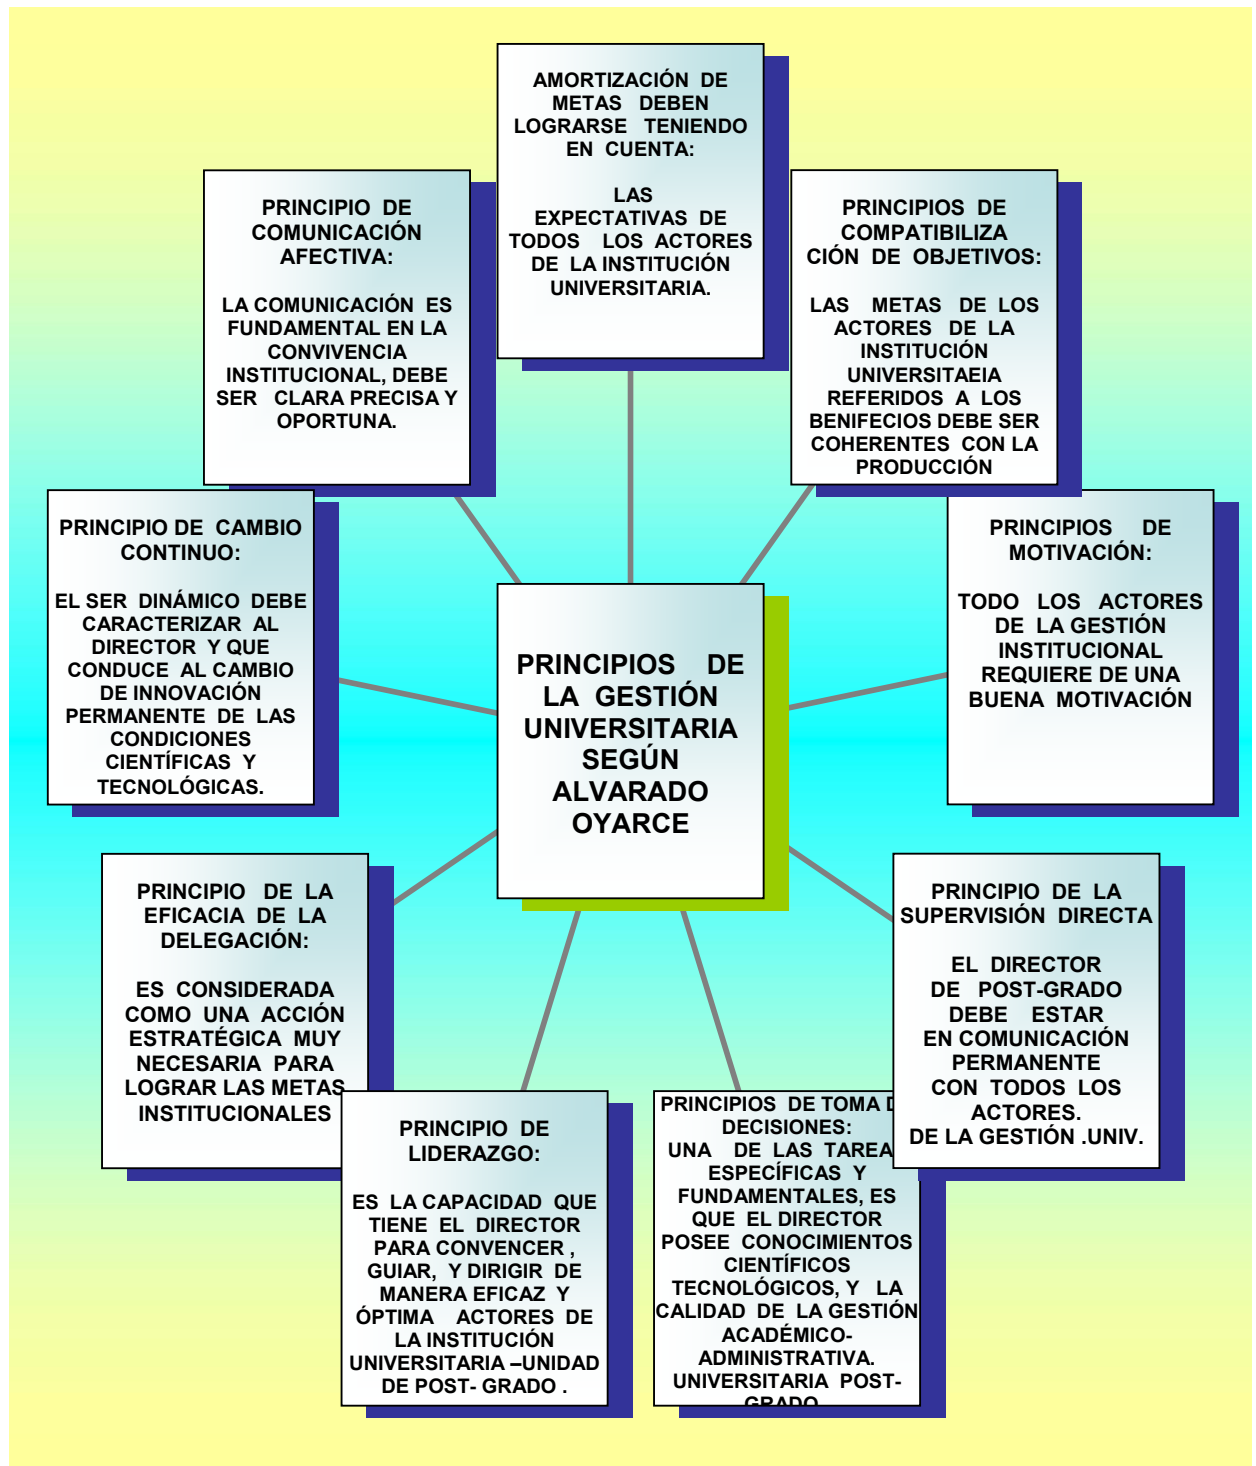 AMORTIZACIÓN DE
METAS DEBEN
LOGRARSE TENIENDO
EN CUENTA:
LAS
EXPECTATIVAS DE
TODOS LOS ACTORES
DE LA INSTITUCIÓN
UNIVERSITARIA.
PRINCIPIOS DE
COMPATIBILIZA
CIÓN DE OBJETIVOS:
LAS METAS DE LOS
ACTORES DE LA
INSTITUCIÓN
UNIVERSITAEIA
REFERIDOS A LOS
BENIFECIOS DEBE SER
COHERENTES CON LA
PRODUCCIÓN
PRINCIPIOS DE
MOTIVACIÓN:
TODO LOS ACTORES
DE LA GESTIÓN
INSTITUCIONAL
REQUIERE DE UNA
BUENA MOTIVACIÓN
PRINCIPIO DE LA
SUPERVISIÓN DIRECTA
EL DIRECTOR
DE POST-GRADO
DEBE ESTAR
EN COMUNICACIÓN
PERMANENTE
CON TODOS LOS
ACTORES.
DE LA GESTIÓN .UNIV.
PRINCIPIOS DE TOMA D
DECISIONES:
UNA DE LAS TAREA
ESPECÍFICAS Y
FUNDAMENTALES, ES
QUE EL DIRECTOR
POSEE CONOCIMIENTOS
CIENTÍFICOS
TECNOLÓGICOS, Y LA
CALIDAD DE LA GESTIÓN
ACADÉMICO-
ADMINISTRATIVA.
UNIVERSITARIA POST-
GRADO
PRINCIPIO DE
LIDERAZGO:
ES LA CAPACIDAD QUE
TIENE EL DIRECTOR
PARA CONVENCER ,
GUIAR, Y DIRIGIR DE
MANERA EFICAZ Y
ÓPTIMA ACTORES DE
LA INSTITUCIÓN
UNIVERSITARIA –UNIDAD
DE POST- GRADO .
PRINCIPIO DE LA
EFICACIA DE LA
DELEGACIÓN:
ES CONSIDERADA
COMO UNA ACCIÓN
ESTRATÉGICA MUY
NECESARIA PARA
LOGRAR LAS METAS
INSTITUCIONALES
PRINCIPIO DE CAMBIO
CONTINUO:
EL SER DINÁMICO DEBE
CARACTERIZAR AL
DIRECTOR Y QUE
CONDUCE AL CAMBIO
DE INNOVACIÓN
PERMANENTE DE LAS
CONDICIONES
CIENTÍFICAS Y
TECNOLÓGICAS.
PRINCIPIO DE
COMUNICACIÓN
AFECTIVA:
LA COMUNICACIÓN ES
FUNDAMENTAL EN LA
CONVIVENCIA
INSTITUCIONAL, DEBE
SER CLARA PRECISA Y
OPORTUNA.
PRINCIPIOS DE
LA GESTIÓN
UNIVERSITARIA
SEGÚN
ALVARADO
OYARCE